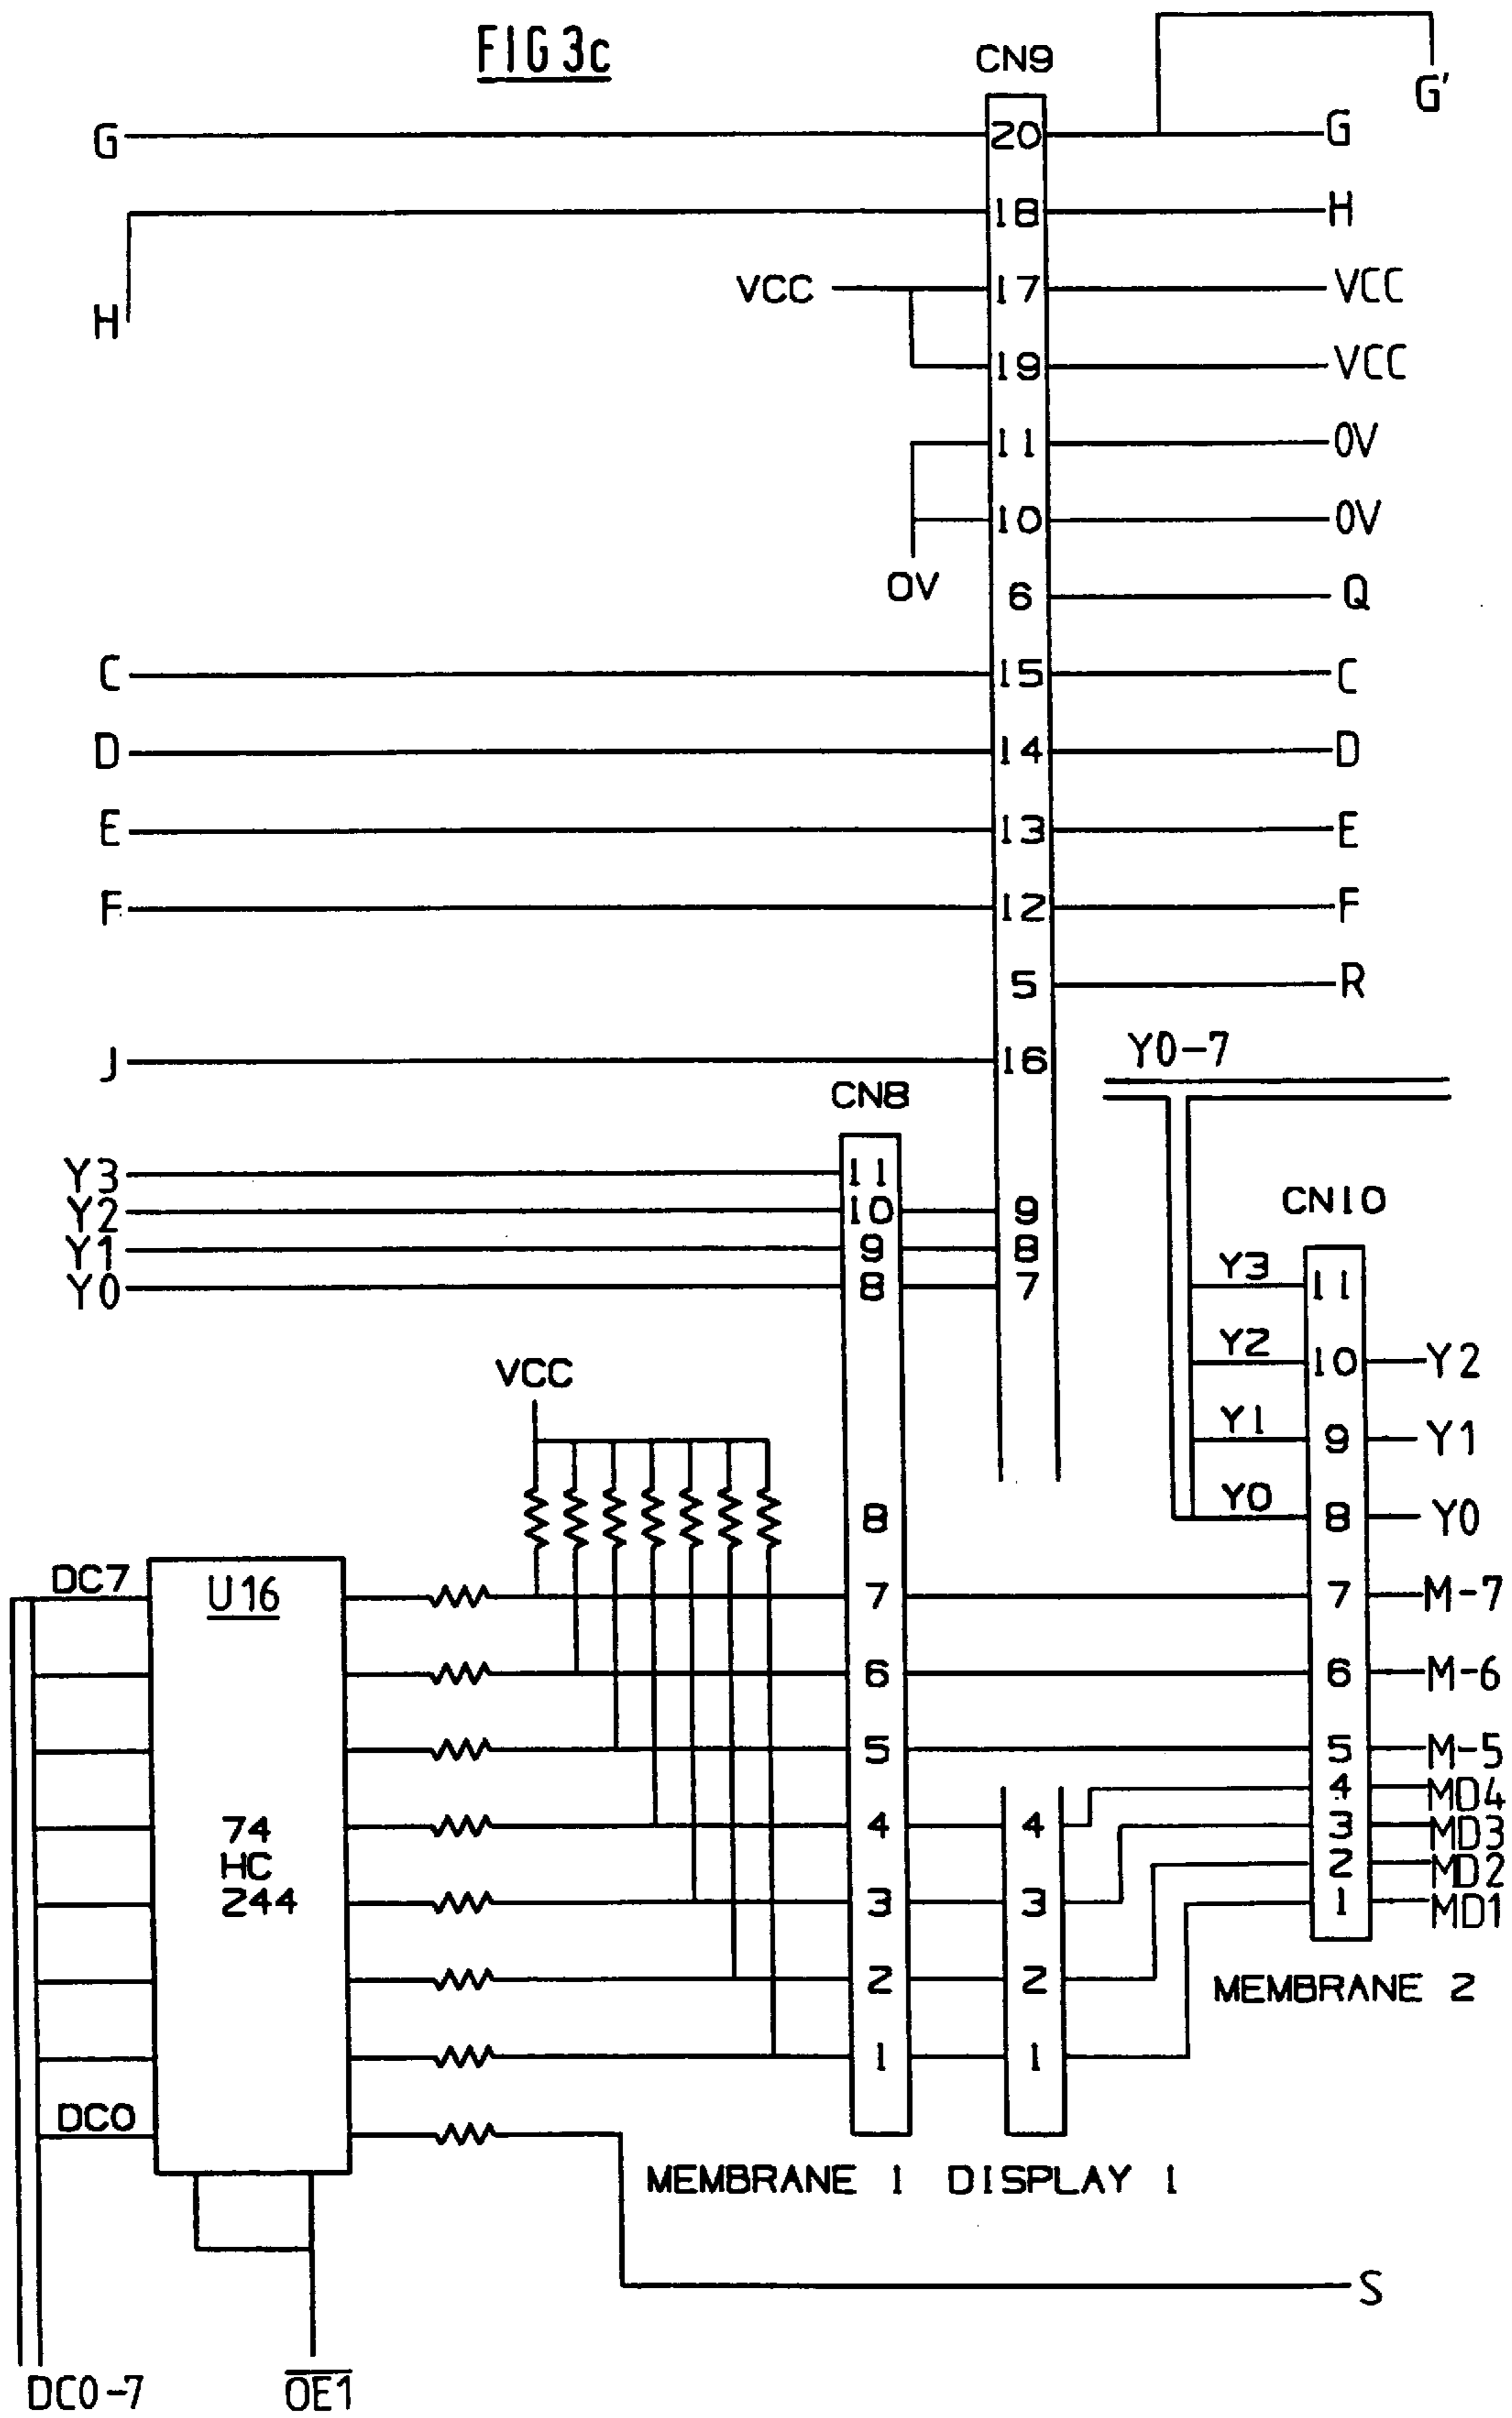 FIG 3c
CN9
G'
G 20 G
18 H
H
VCC 17 VCC
19 VCC
11 0V
10 0V
0V
6 Q
C 15 C
D 14 D
E 13 E
F 12 F
5 R
J 16
Y0-7
CN8
Y3 11
Y2 10 9
Y1 9 8
Y0 8 7
CN10
Y3 11
Y2 10 Y2
Y1 9 Y1
Y0 8 Y0
VCC
8
DC7 U16 7 7 M-7
6 6 M-6
5 5 M-5
4 MD4
74 4 4 3 MD3
HC 2 MD2
244 3 3 1 MD1
2 2 MEMBRANE 2
1 1
DC0
MEMBRANE 1 DISPLAY 1
S
DC0-7 OE1